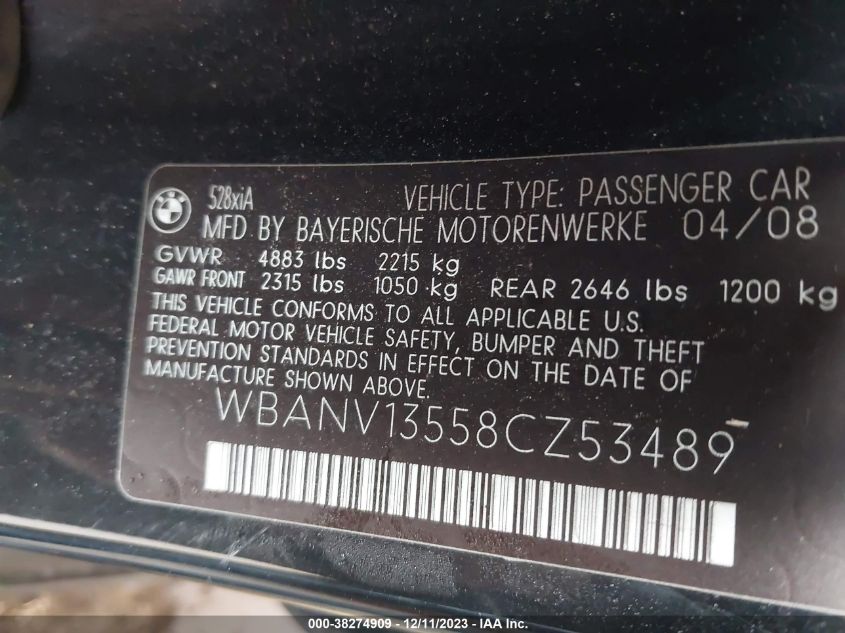 BMW
528xiA VEHICLE TYPE: PASSENGER CAR
MFD BY BAYERISCHE MOTORENWERKE 04/08
GVWR 4883 lbs 2215 kg
GAWR FRONT 2315 lbs 1050 kg REAR 2646 lbs 1200 kg
THIS VEHICLE CONFORMS TO ALL APPLICABLE U.S.
FEDERAL MOTOR VEHICLE SAFETY, BUMPER AND THEFT
PREVENTION STANDARDS IN EFFECT ON THE DATE OF
MANUFACTURE SHOWN ABOVE.
WBANV13558CZ53489
000-38274909 - 12/11/2023 - IAA Inc.